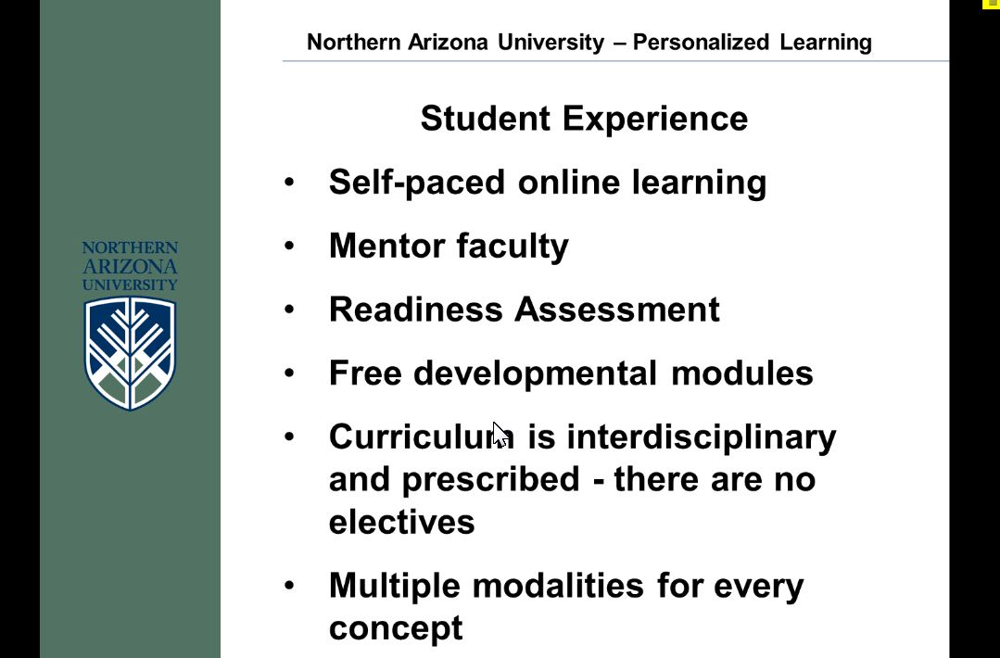 Northern Arizona University – Personalized Learning
Student Experience
• Self-paced online learning
• Mentor faculty
• Readiness Assessment
• Free developmental modules
• Curriculum is interdisciplinary
and prescribed - there are no
electives
• Multiple modalities for every
concept
NORTHERN
ARIZONA
UNIVERSITY